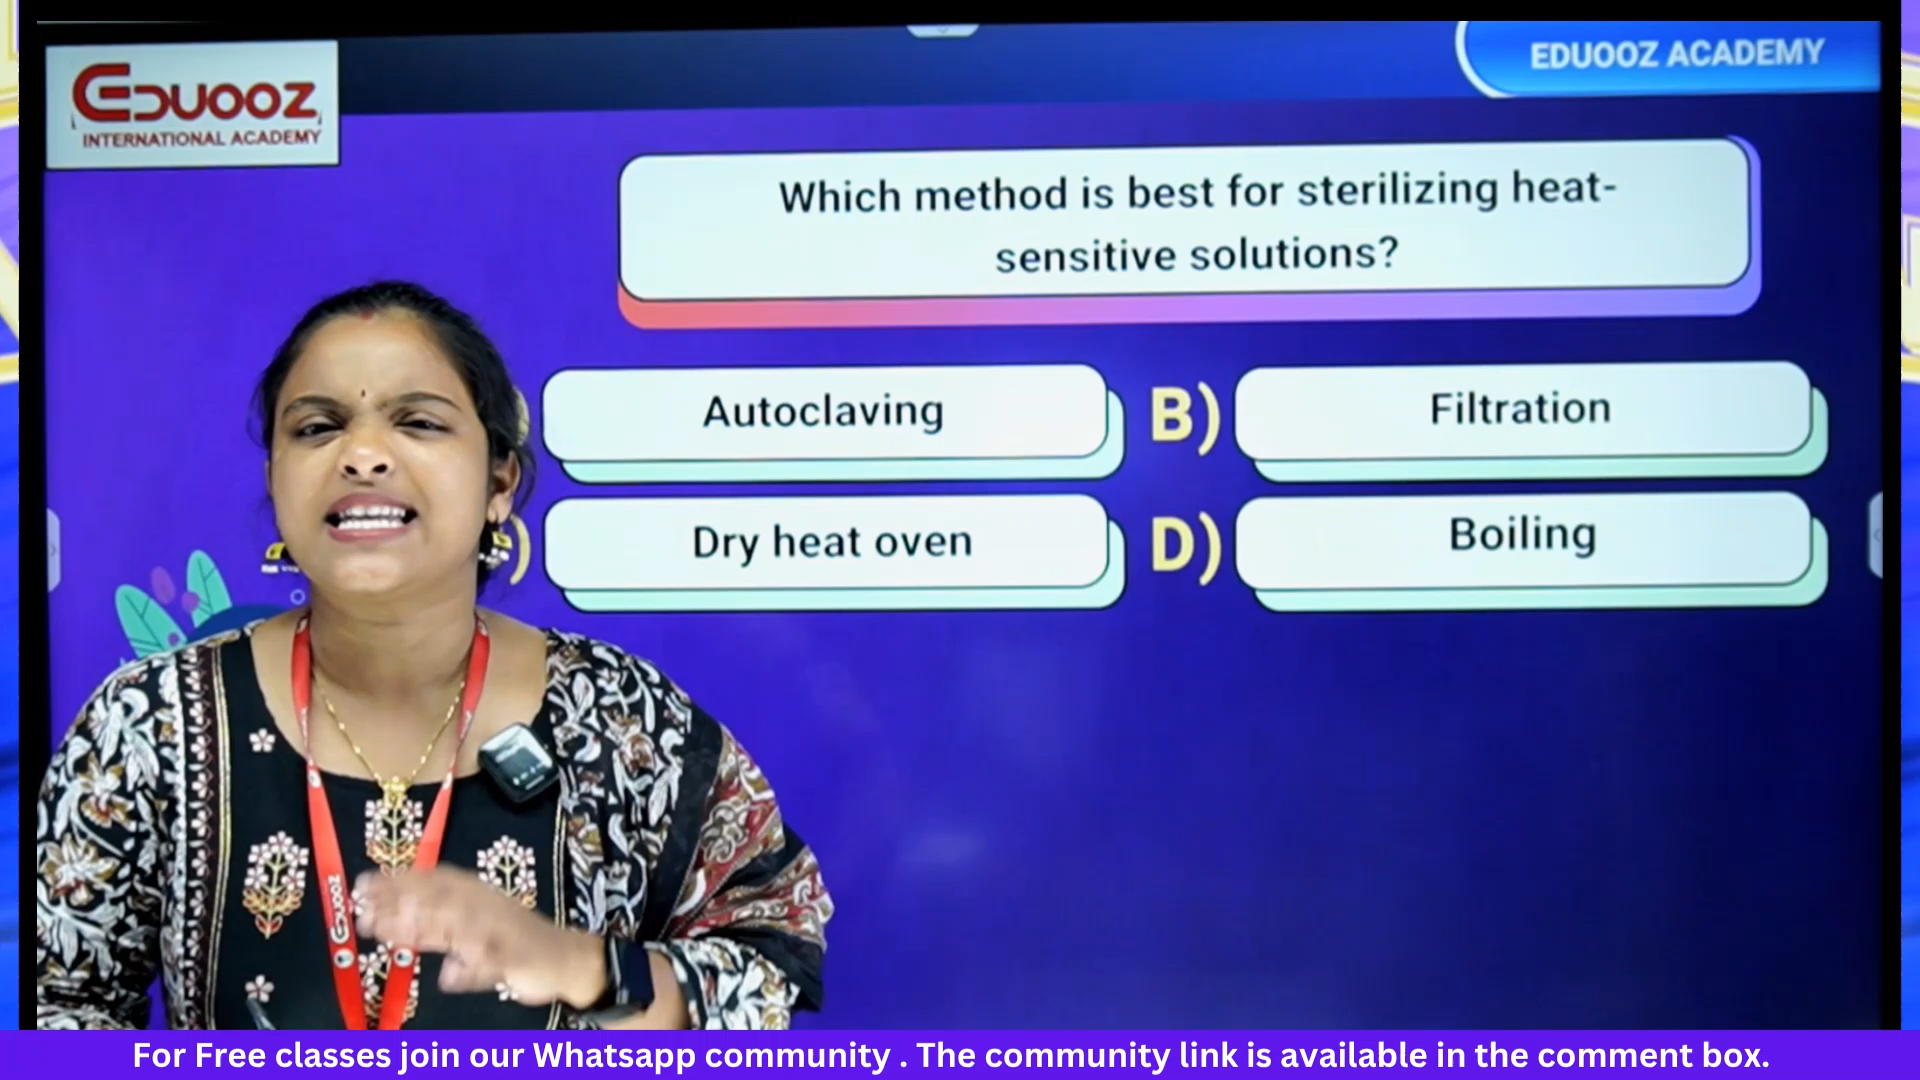 EDUOOZ
INTERNATIONAL ACADEMY
EDUOOZ ACADEMY
Which method is best for sterilizing heat-
sensitive solutions?
Autoclaving
B)
Filtration
)
Dry heat oven
D)
Boiling
EDUOOZ
For Free classes join our Whatsapp community . The community link is available in the comment box.